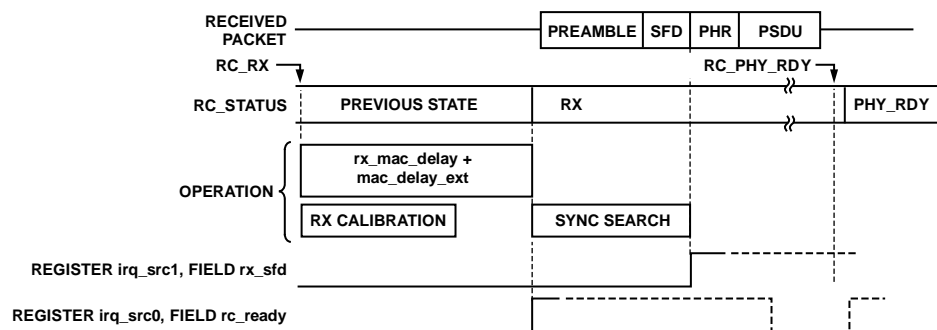 RECEIVED
PACKET
PREAMBLE SFD PHR PSDU
RC_RX
RC_PHY_RDY
RC_STATUS PREVIOUS STATE RX PHY_RDY
OPERATION
rx_mac_delay +
mac_delay_ext
RX CALIBRATION SYNC SEARCH
REGISTER irq_src1, FIELD rx_sfd
REGISTER irq_src0, FIELD rc_ready